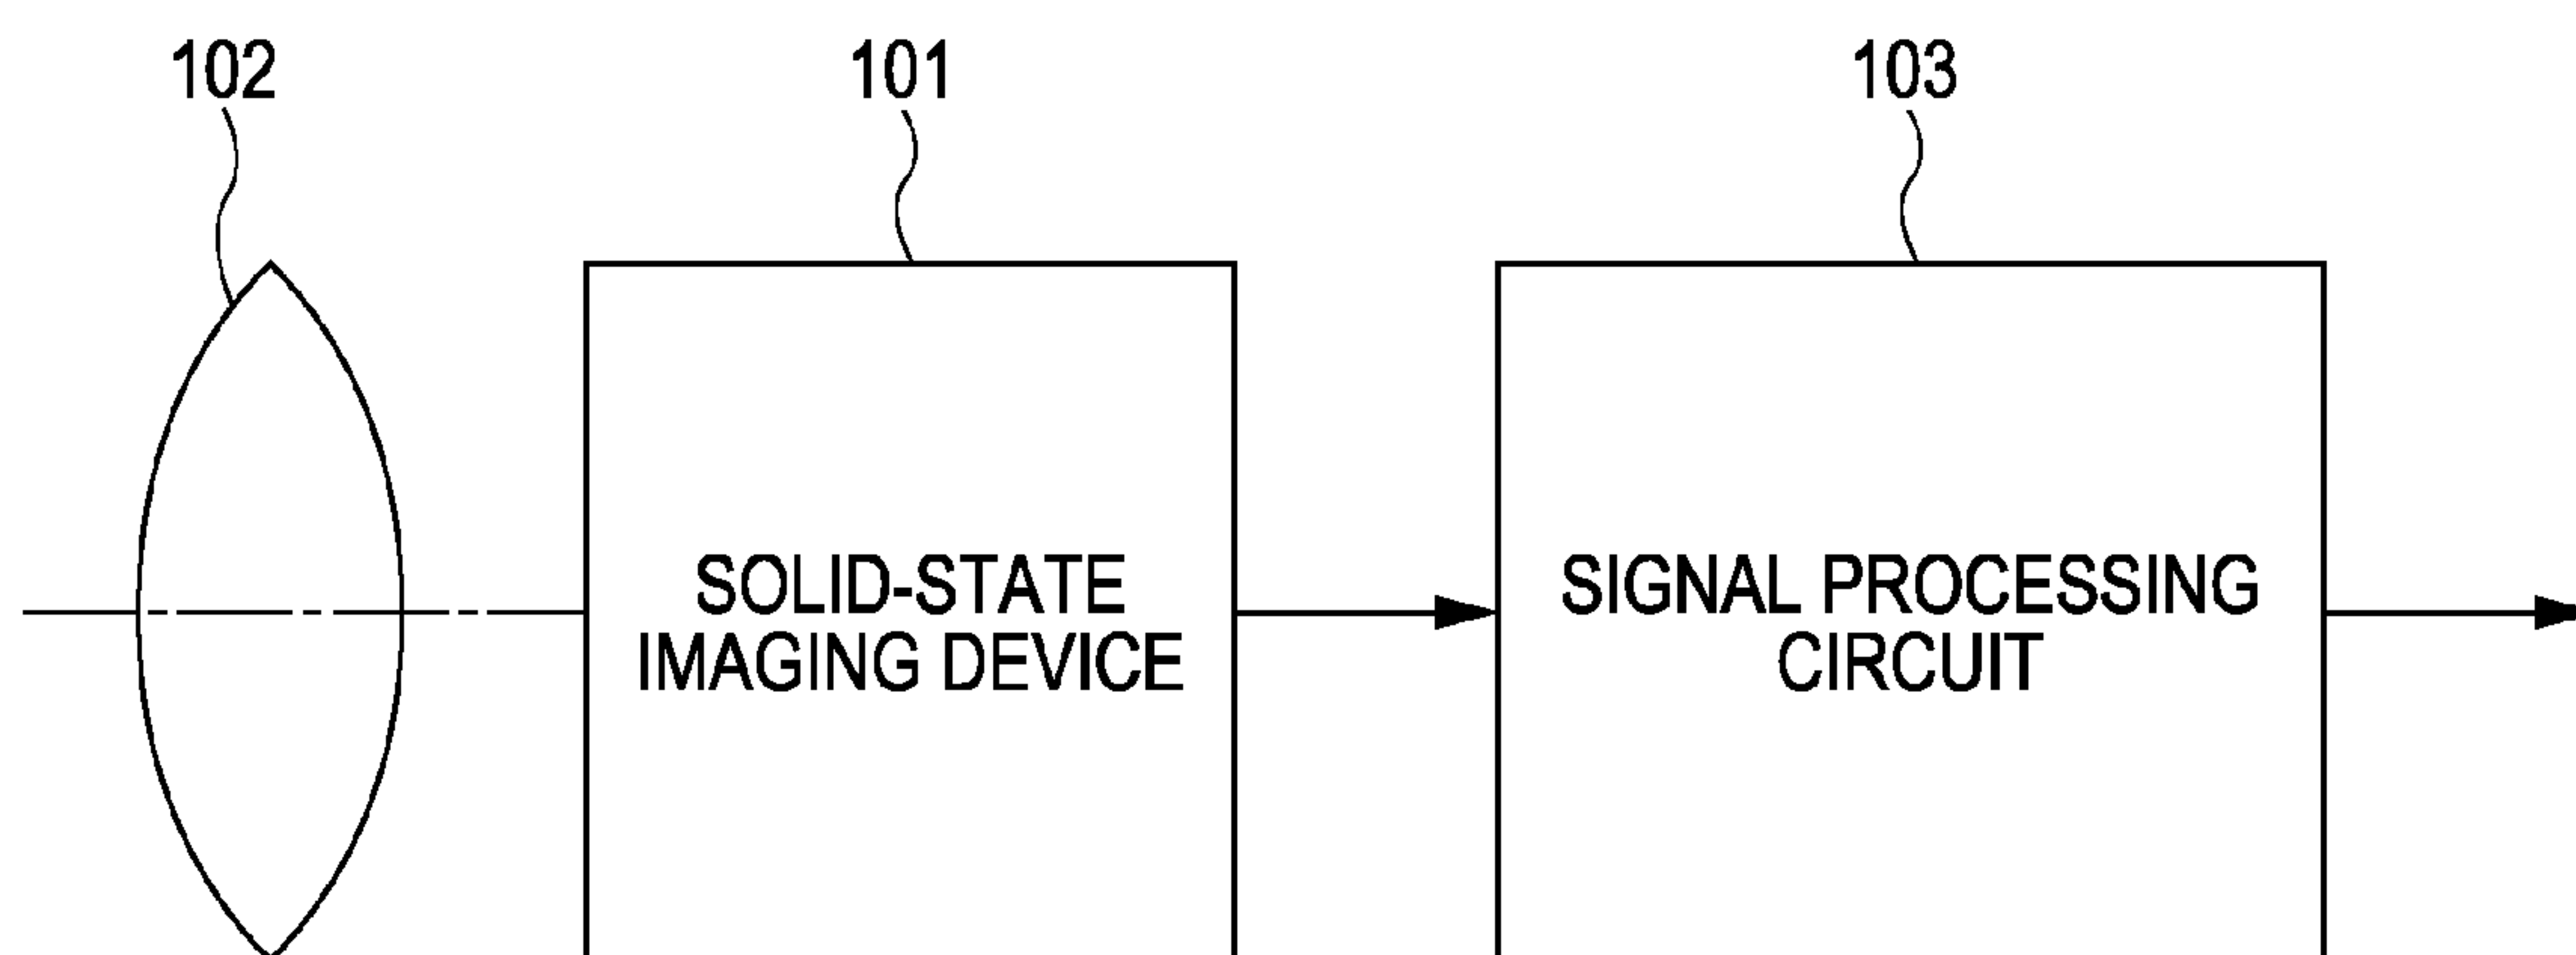 102
101
103
SOLID-STATE
IMAGING DEVICE
SIGNAL PROCESSING
CIRCUIT